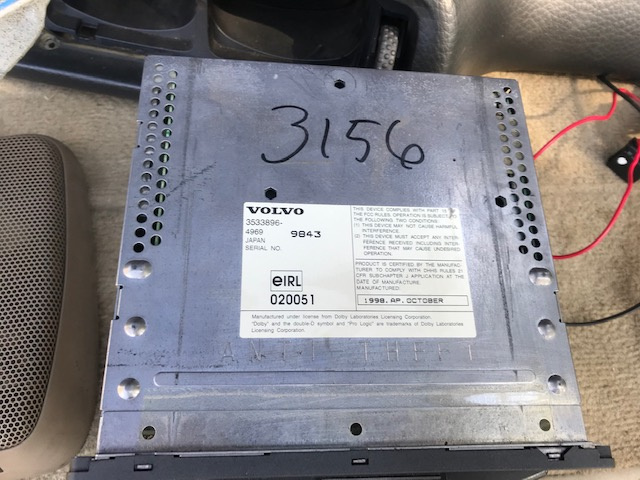 3156
VOLVO
3533896-
4969 9843
JAPAN
SERIAL NO.
eIRL
020051
THIS DEVICE COMPLIES WITH PART 15
THE FCC RULES. OPERATION IS SUBJECT
THE FOLLOWING TWO CONDITIONS:
(1) THIS DEVICE MAY NOT CAUSE HARMFUL
INTERFERENCE.
(2) THIS DEVICE MUST ACCEPT ANY INTER-
FERENCE RECEIVED INCLUDING INTER-
FERENCE THAT MAY CAUSE UNDESIRED
OPERATION.
PRODUCT IS CERTIFIED BY THE MANUFAC-
TURER TO COMPLY WITH DHHS RULES 21
CFR SUBCHAPTER J APPLICABLE AT THE
DATE OF MANUFACTURE.
MANUFACTURED:
1998.AP.OCTOBER
Manufactured under license from Dolby Laboratories Licensing Corporation.
"Dolby" and the double-D symbol and "Pro Logic" are trademarks of Dolby Laboratories
Licensing Corporation.
ANTI THEFT